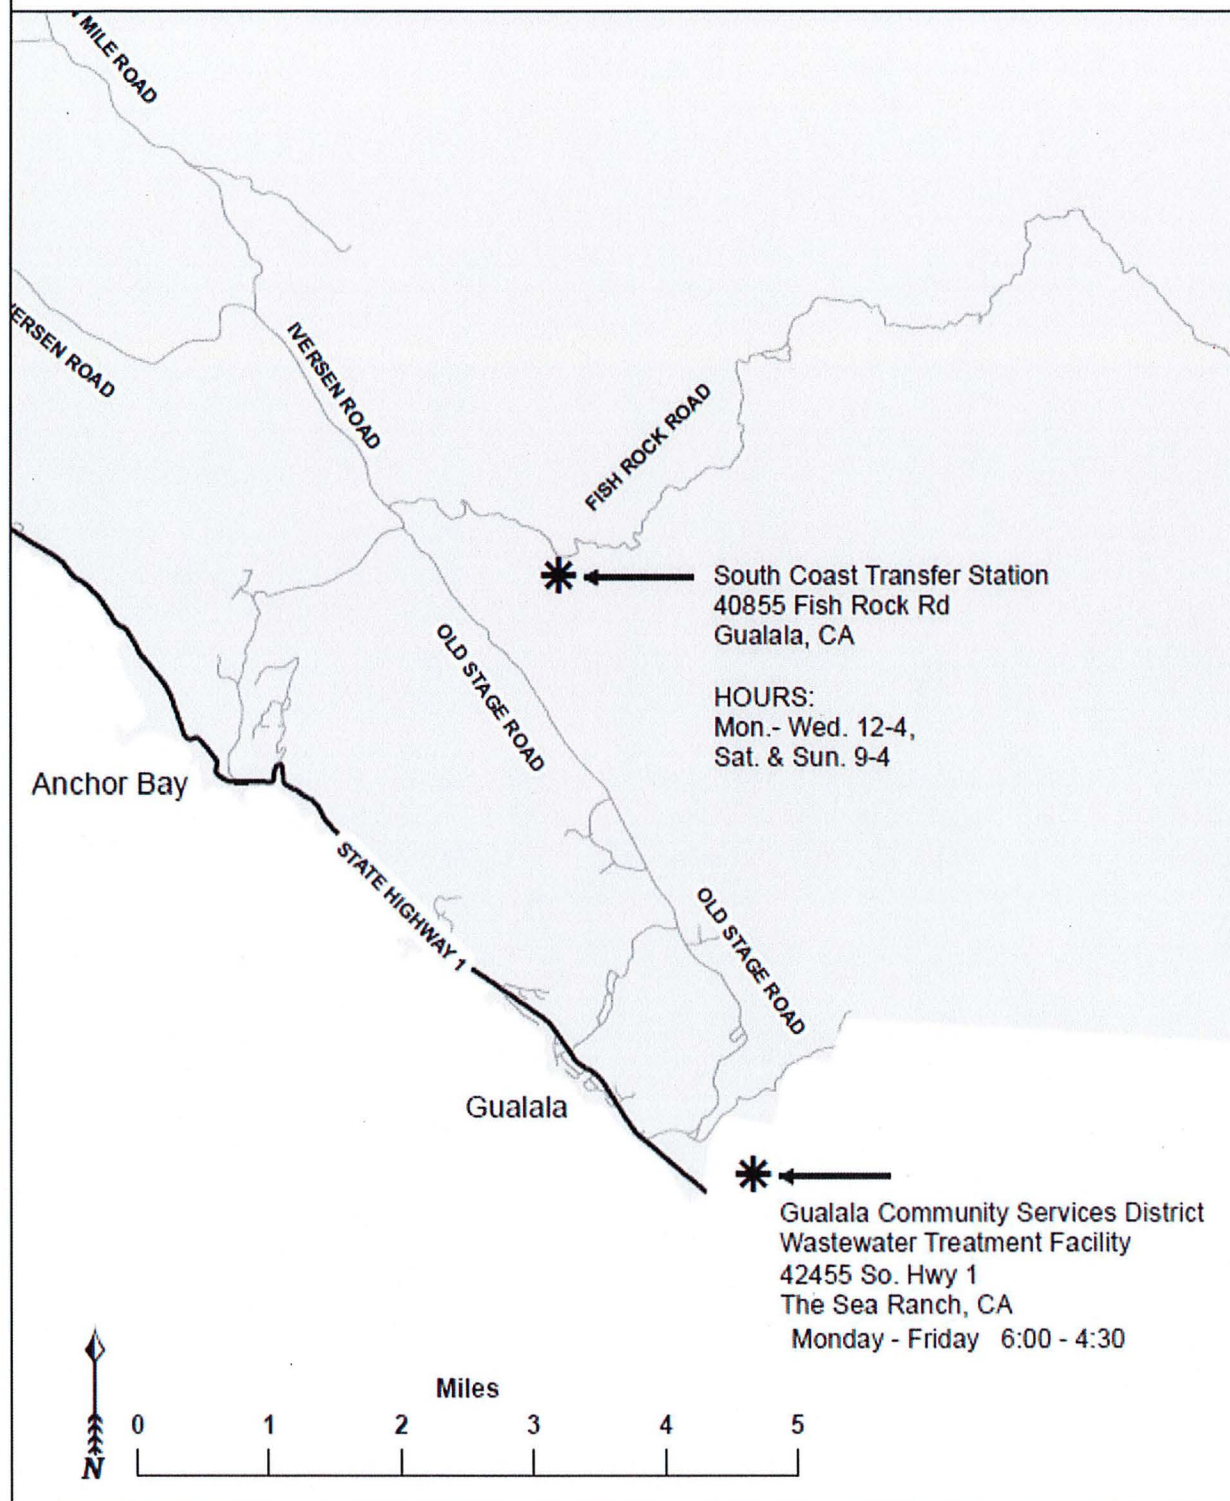 MILE ROAD
ERSEN ROAD
IVERSEN ROAD
FISH ROCK ROAD
South Coast Transfer Station
40855 Fish Rock Rd
Gualala, CA
HOURS:
Mon.- Wed. 12-4,
Sat. & Sun. 9-4
OLD STAGE ROAD
Anchor Bay
STATE HIGHWAY 1
OLD STAGE ROAD
Gualala
Gualala Community Services District
Wastewater Treatment Facility
42455 So. Hwy 1
The Sea Ranch, CA
Monday - Friday 6:00 - 4:30
Miles
0 1 2 3 4 5
N